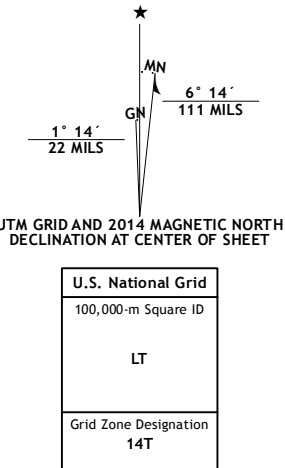 ★
MN
GN
6° 14´
111 MILS
1° 14´
22 MILS
UTM GRID AND 2014 MAGNETIC NORTH
DECLINATION AT CENTER OF SHEET
U.S. National Grid
100,000-m Square ID
LT
Grid Zone Designation
14T